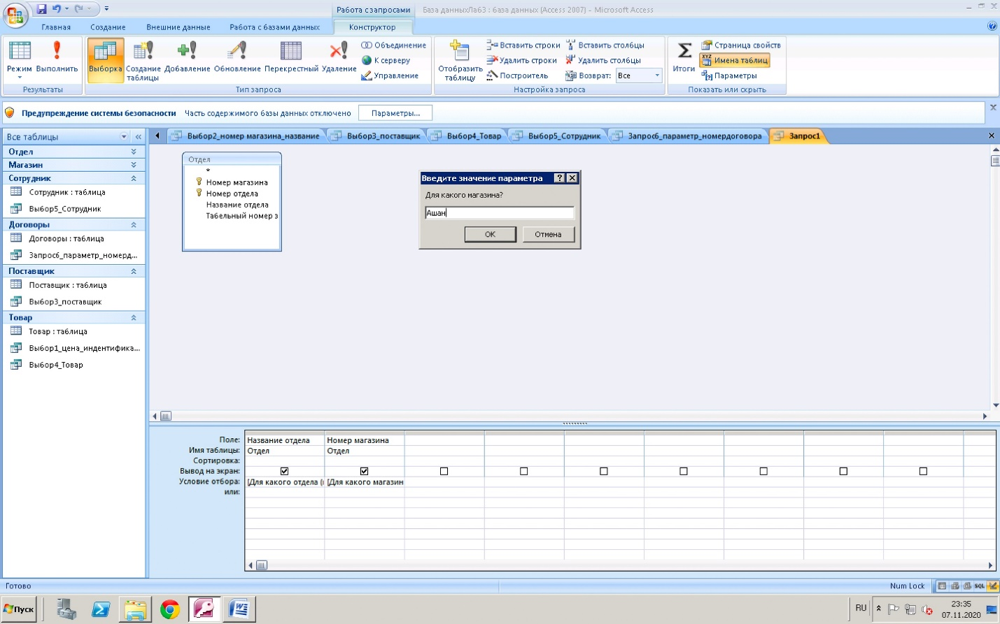 Работа с запросами
База данныхЛаб3 : база данных (Access 2007) - Microsoft Access
Главная
Создание
Внешние данные
Работа с базами данных
Конструктор
Режим
Выполнить
Результаты
Выборка
Создание таблицы
Добавление
Обновление
Перекрестный
Удаление
Объединение
К серверу
Управление
Тип запроса
Отобразить таблицу
Вставить строки
Удалить строки
Построитель
Вставить столбцы
Удалить столбцы
Возврат: Все
Настройка запроса
Итоги
Страница свойств
Имена таблиц
Параметры
Показать или скрыть
Предупреждение системы безопасности Часть содержимого базы данных отключено Параметры...
Все таблицы
Отдел
Магазин
Сотрудник
Сотрудник : таблица
Выбор5_Сотрудник
Договоры
Договоры : таблица
Запрос6_параметр_номерд...
Поставщик
Поставщик : таблица
Выбор3_поставщик
Товар
Товар : таблица
Выбор1_цена_индентифика...
Выбор4_Товар
Выбор2_номер магазина_название
Выбор3_поставщик
Выбор4_Товар
Выбор5_Сотрудник
Запрос6_параметр_номердоговора
Запрос1
Отдел
*
Номер магазина
Номер отдела
Название отдела
Табельный номер з
Введите значение параметра
Для какого магазина?
Ашан
ОК
Отмена
Поле: Название отдела Номер магазина
Имя таблицы: Отдел Отдел
Сортировка:
Вывод на экран:
Условие отбора: [Для какого отдела ( [Для какого магазин
или:
Готово
Num Lock
SQL
Пуск
RU
23:35
07.11.2020